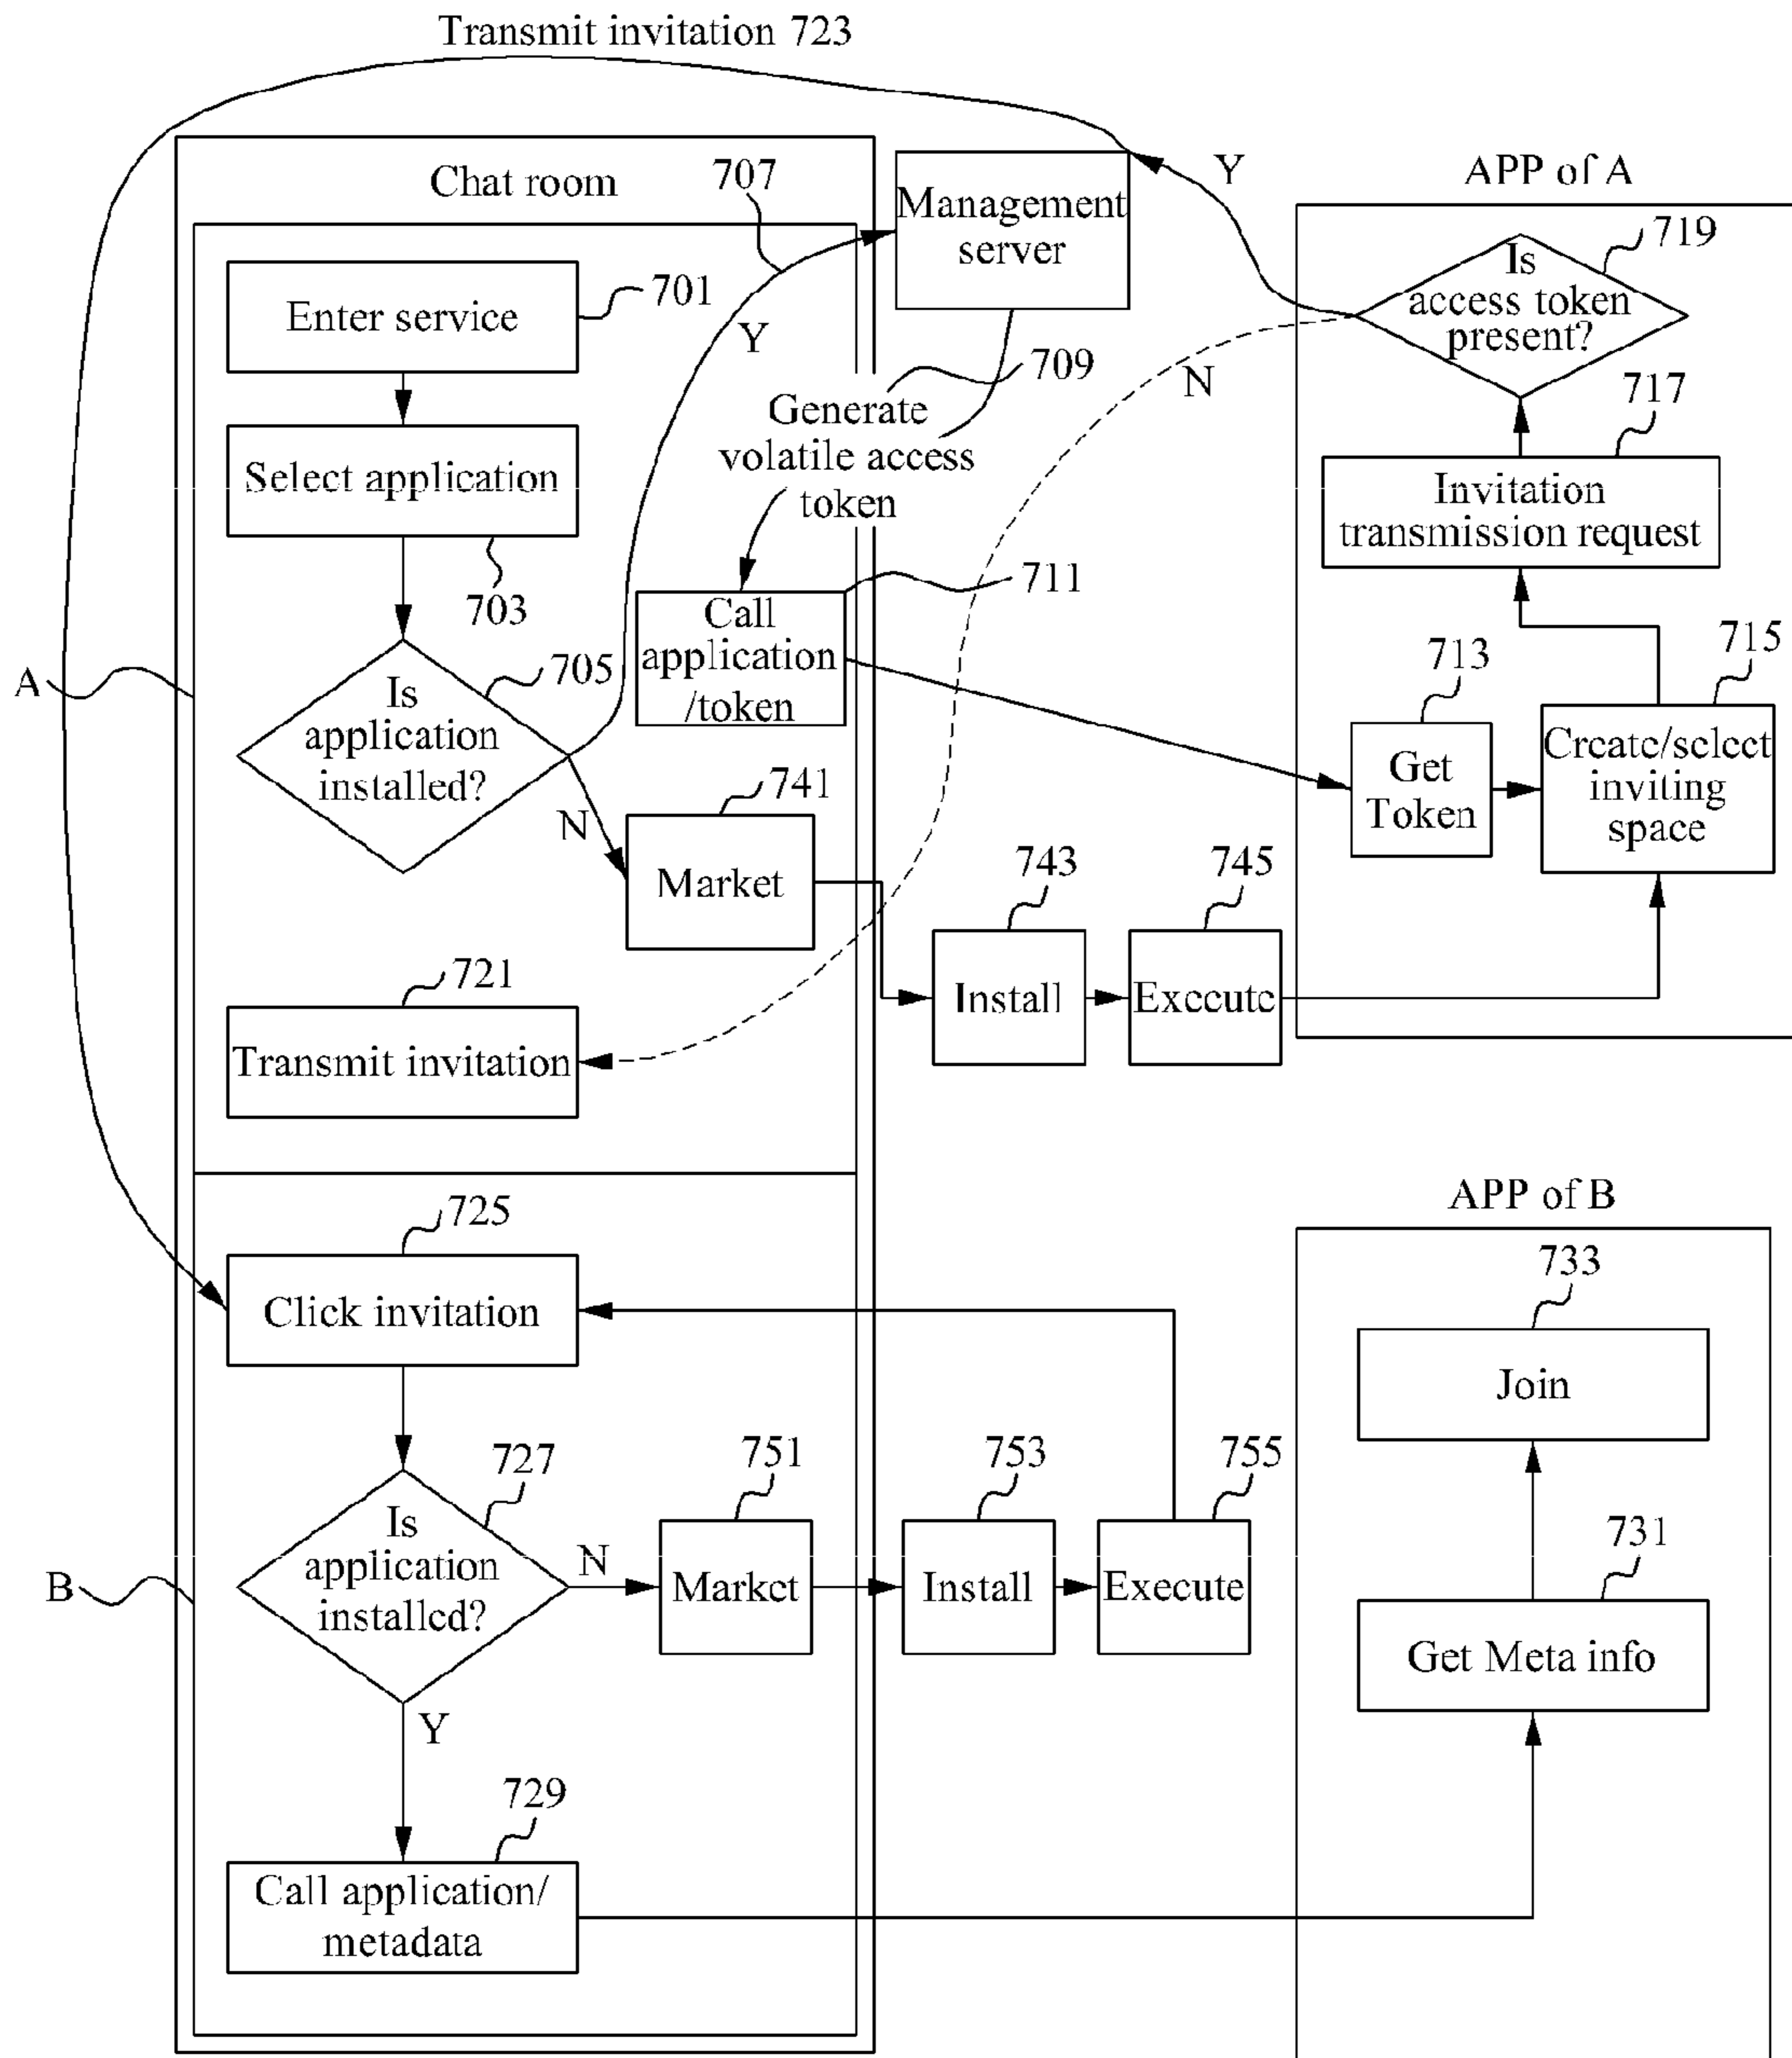 Transmit invitation 723
Chat room
707
Management
server
Y
APP of A
719
Is
access token
present?
Enter service
701
Y
709
N
717
Generate
volatile access
token
Select application
703
Invitation
transmission request
711
Call
application
/token
A
705
Is
application
installed?
713
715
Get
Token
Create/select
inviting
space
741
N
Market
743
745
Install
Execute
721
Transmit invitation
725
Click invitation
APP of B
733
Join
727
Is
application
installed?
N
751
753
755
Market
Install
Execute
B
731
Get Meta info
Y
729
Call application/
metadata